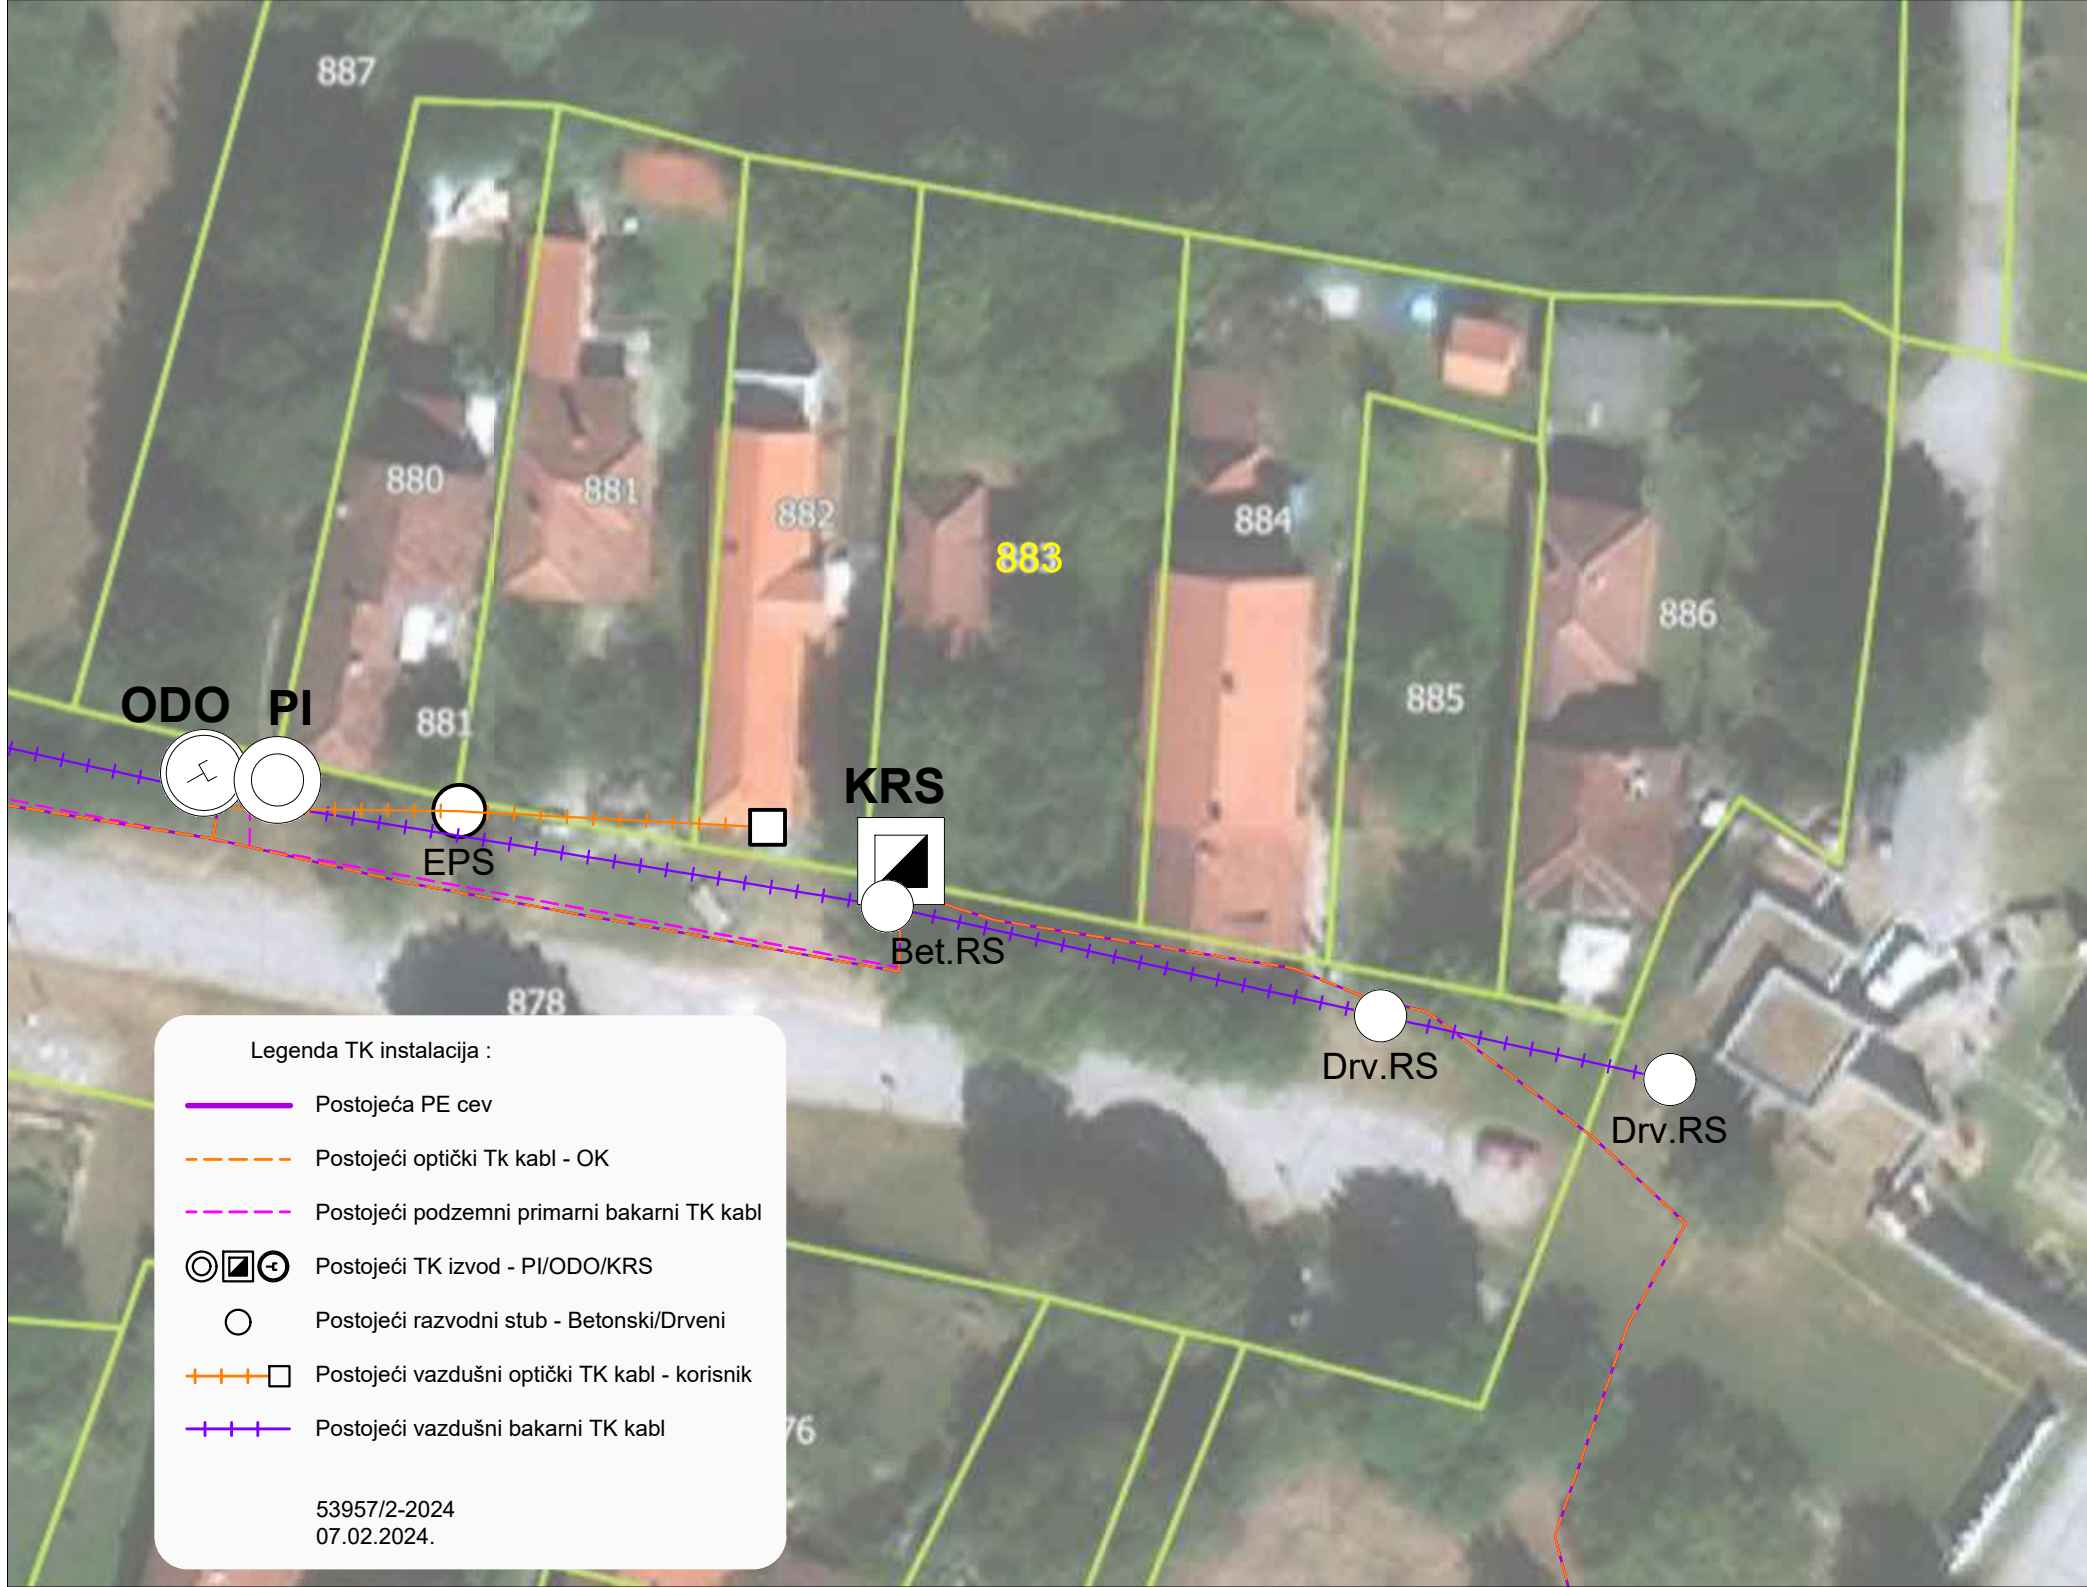 887
880
881
882
883
884
886
885
881
ODO
PI
KRS
EPS
Bet.RS
878
Drv.RS
Drv.RS
Legenda TK instalacija :
Postojeća PE cev
Postojeći optički Tk kabl - OK
Postojeći podzemni primarni bakarni TK kabl
Postojeći TK izvod - PI/ODO/KRS
Postojeći razvodni stub - Betonski/Drveni
Postojeći vazdušni optički TK kabl - korisnik
Postojeći vazdušni bakarni TK kabl
76
53957/2-2024
07.02.2024.